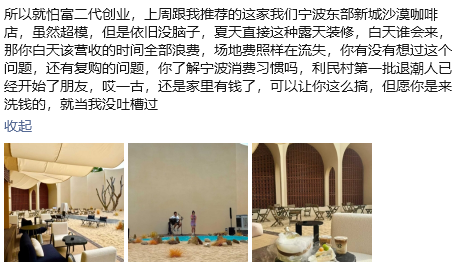 所以就怕富二代创业，上周跟我推荐的这家我们宁波东部新城沙漠咖啡
店，虽然超模，但是依旧没脑子，夏天直接这种露天装修，白天谁会来，
那你白天该营收的时间全部浪费，场地费照样在流失，你有没有想过这个
问题，还有复购的问题，你了解宁波消费习惯吗，利民村第一批退潮人已
经开始了朋友，哎一古，还是家里有钱了，可以让你这么搞，但愿你是来
洗钱的，就当我没吐槽过
收起